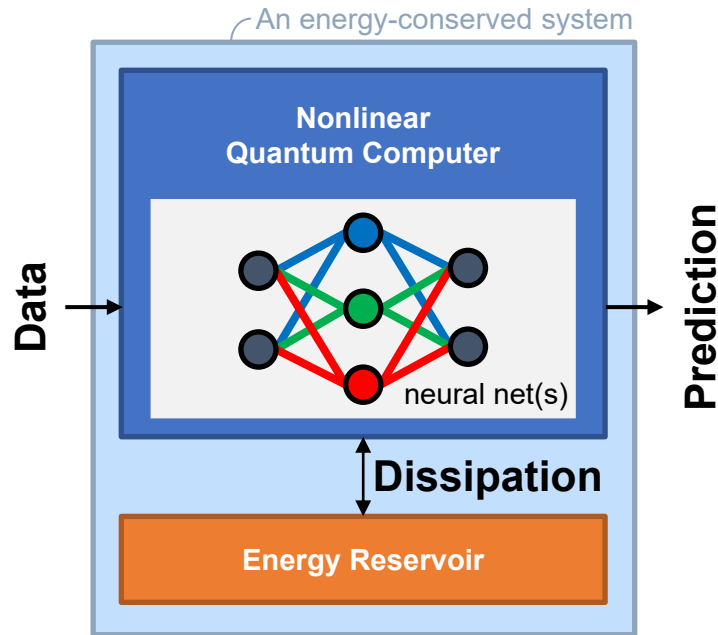 An energy-conserved system
Nonlinear
Quantum Computer
Data
Prediction
neural net(s)
Dissipation
Energy Reservoir